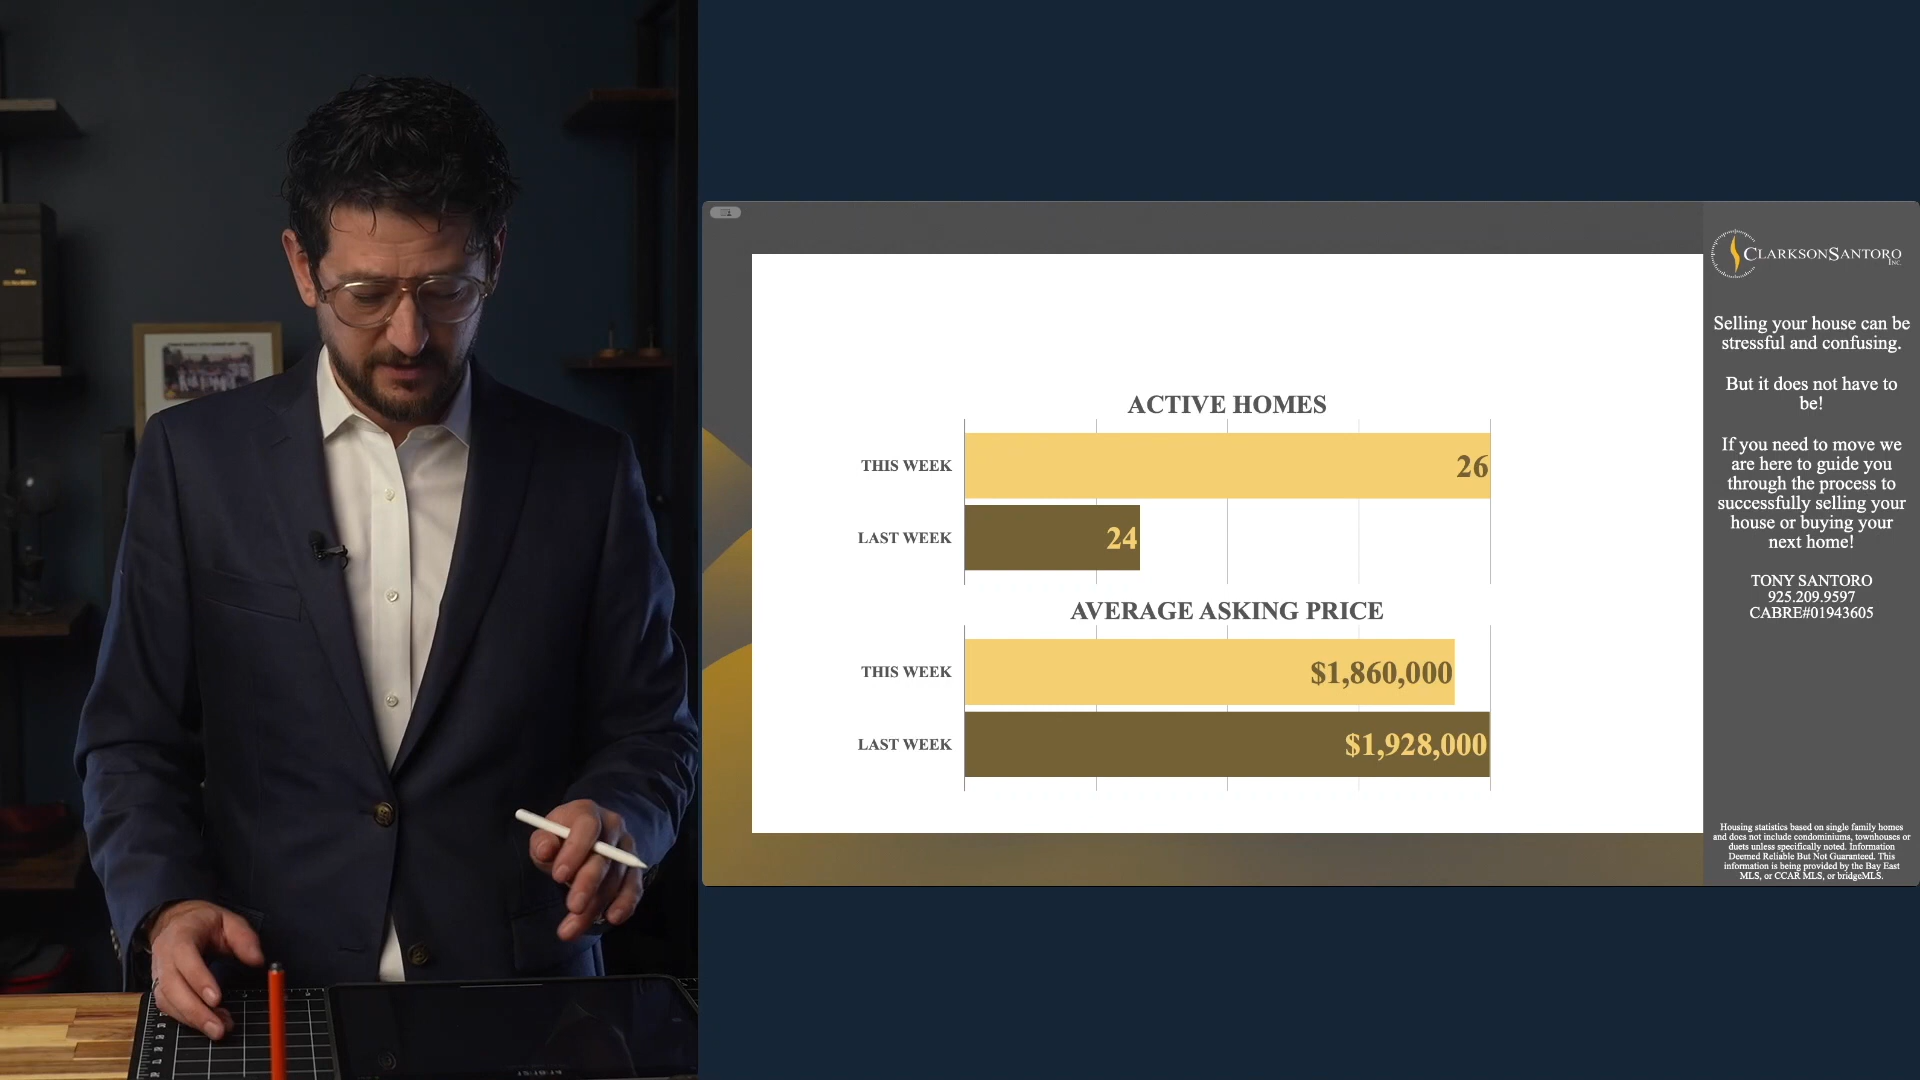 ACTIVE HOMES
THIS WEEK
26
LAST WEEK
24
AVERAGE ASKING PRICE
THIS WEEK
$1,860,000
LAST WEEK
$1,928,000
CLARKSONSANTORO
INC.
Selling your house can be
stressful and confusing.
But it does not have to
be!
If you need to move we
are here to guide you
through the process to
successfully selling your
house or buying your
next home!
TONY SANTORO
925.209.9597
CABRE#01943605
Housing statistics based on single family homes
and does not include condominiums, townhouses or
duets unless specifically noted. Information
Deemed Reliable But Not Guaranteed. This
information is being provided by the Bay East
MLS, or CCAR MLS, or bridgeMLS.